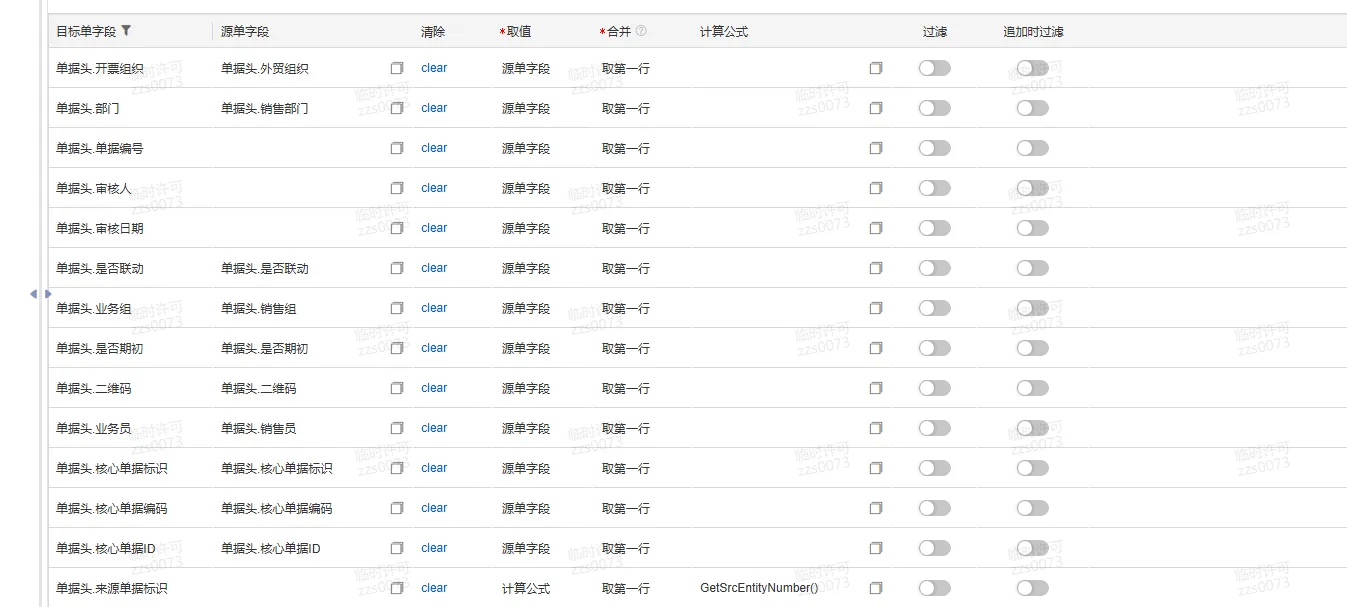 目标单字段 源单字段 清除 *取值 *合并 计算公式 过滤 追加时过滤
单据头.开票组织 单据头.外贸组织 clear 源单字段 取第一行
单据头.部门 单据头.销售部门 clear 源单字段 取第一行
单据头.单据编号 clear 源单字段 取第一行
单据头.审核人 clear 源单字段 取第一行
单据头.审核日期 clear 源单字段 取第一行
单据头.是否联动 单据头.是否联动 clear 源单字段 取第一行
单据头.业务组 单据头.销售组 clear 源单字段 取第一行
单据头.是否期初 单据头.是否期初 clear 源单字段 取第一行
单据头.二维码 单据头.二维码 clear 源单字段 取第一行
单据头.业务员 单据头.销售员 clear 源单字段 取第一行
单据头.核心单据标识 单据头.核心单据标识 clear 源单字段 取第一行
单据头.核心单据编码 单据头.核心单据编码 clear 源单字段 取第一行
单据头.核心单据ID 单据头.核心单据ID clear 源单字段 取第一行
单据头.来源单据标识 clear 计算公式 取第一行 GetSrcEntityNumber()
临时许可
zzs0073